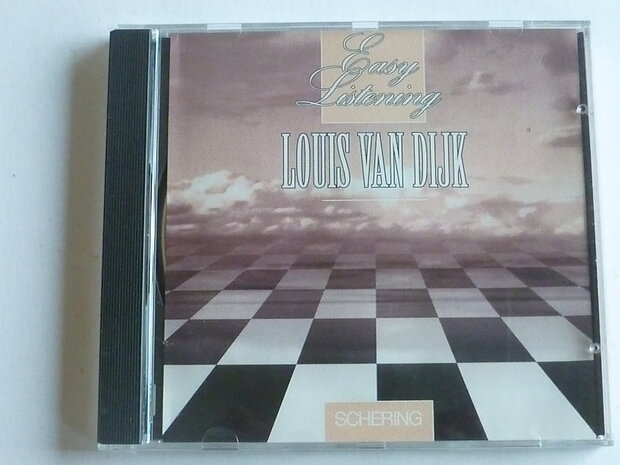 Easy
Listening
LOUIS VAN DIJK
SCHERING